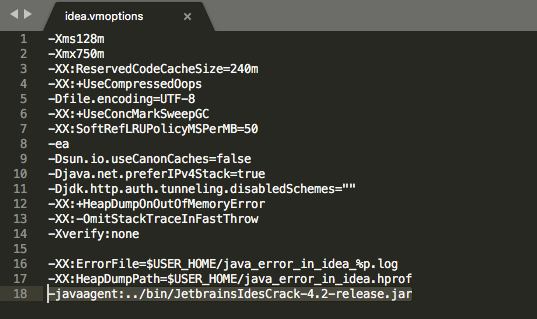 idea.vmoptions
1 -Xms128m
2 -Xmx750m
3 -XX:ReservedCodeCacheSize=240m
4 -XX:+UseCompressedOops
5 -Dfile.encoding=UTF-8
6 -XX:+UseConcMarkSweepGC
7 -XX:SoftRefLRUPolicyMSPerMB=50
8 -ea
9 -Dsun.io.useCanonCaches=false
10 -Djava.net.preferIPv4Stack=true
11 -Djdk.http.auth.tunneling.disabledSchemes=""
12 -XX:+HeapDumpOnOutOfMemoryError
13 -XX:-OmitStackTraceInFastThrow
14 -Xverify:none
15
16 -XX:ErrorFile=$USER_HOME/java_error_in_idea_%p.log
17 -XX:HeapDumpPath=$USER_HOME/java_error_in_idea.hprof
18 -javaagent:../bin/JetbrainsIdesCrack-4.2-release.jar